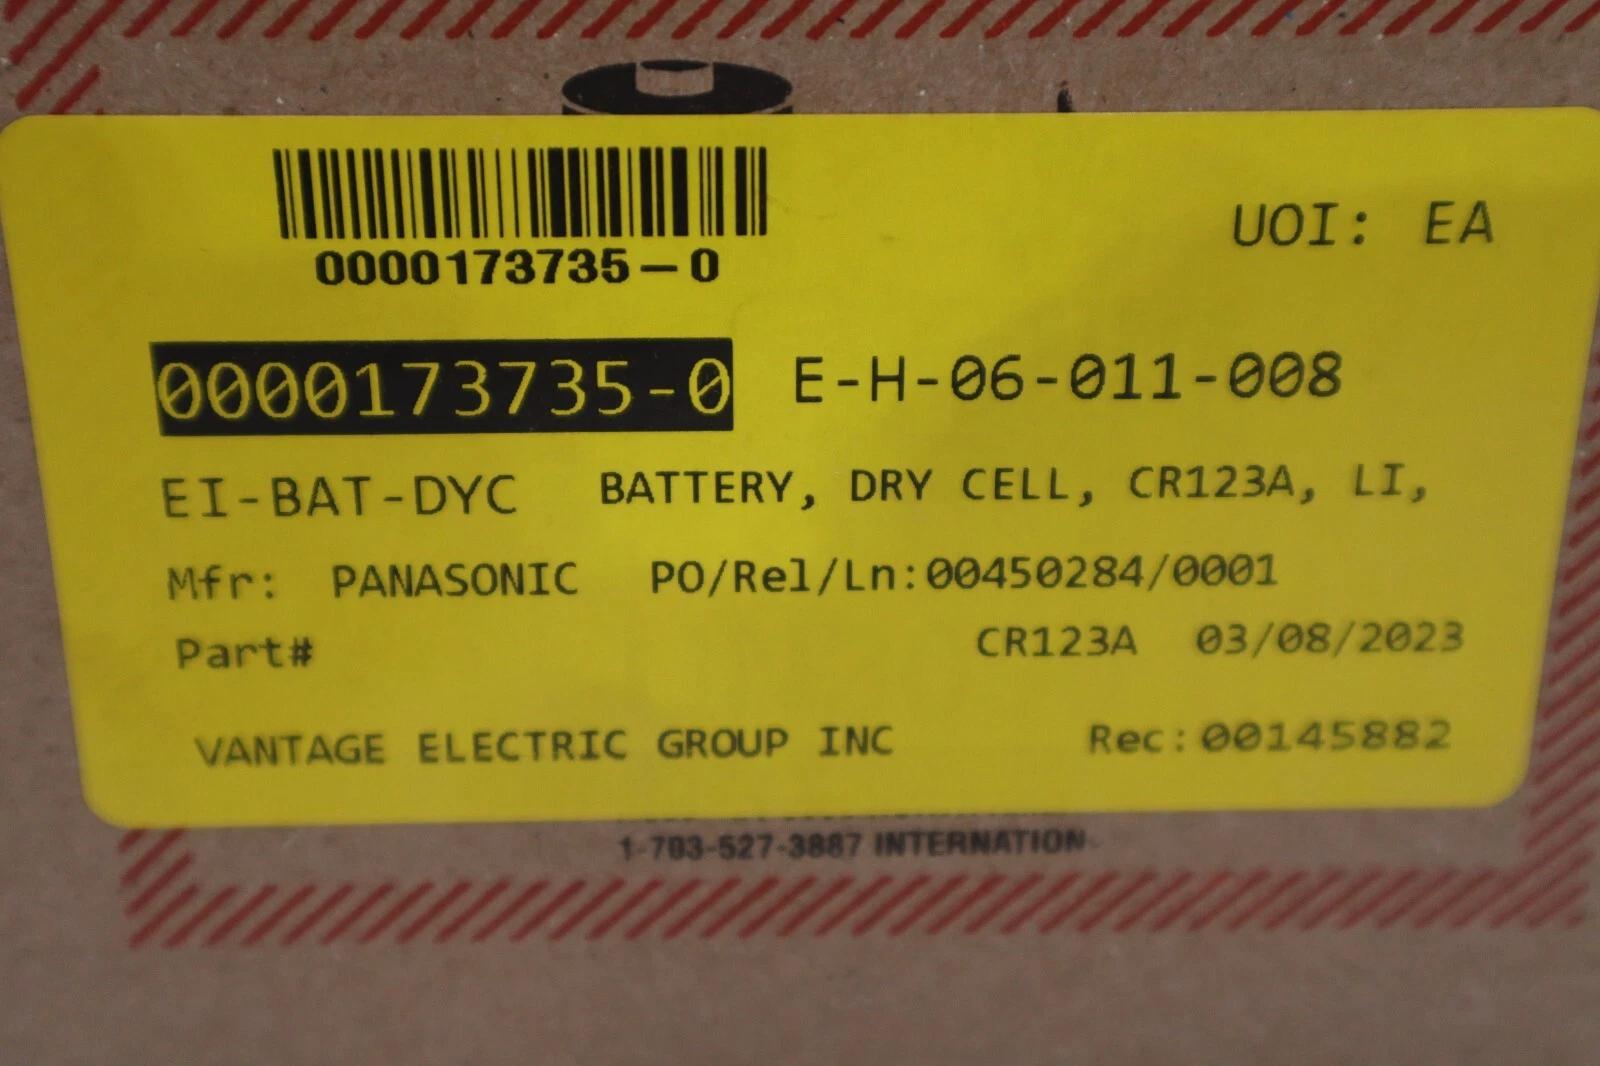 0000173735-0
UOI: EA
0000173735-0 E-H-06-011-008
EI-BAT-DYC BATTERY, DRY CELL, CR123A, LI,
Mfr: PANASONIC PO/Rel/Ln:00450284/0001
Part# CR123A 03/08/2023
VANTAGE ELECTRIC GROUP INC Rec:00145882
1-703-527-3887 INTERNATION